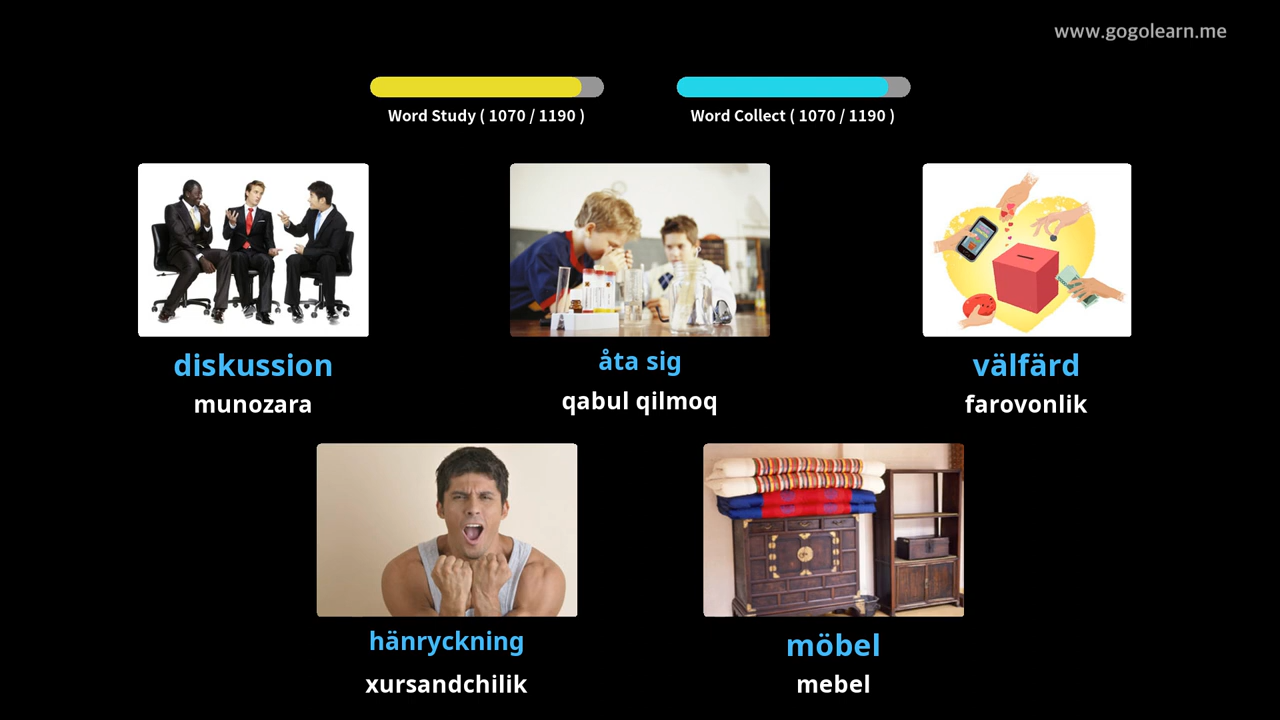 www.gogolearn.me
Word Study ( 1070 / 1190 )
Word Collect ( 1070 / 1190 )
diskussion
munozara
åta sig
qabul qilmoq
välfärd
farovonlik
hänryckning
xursandchilik
möbel
mebel